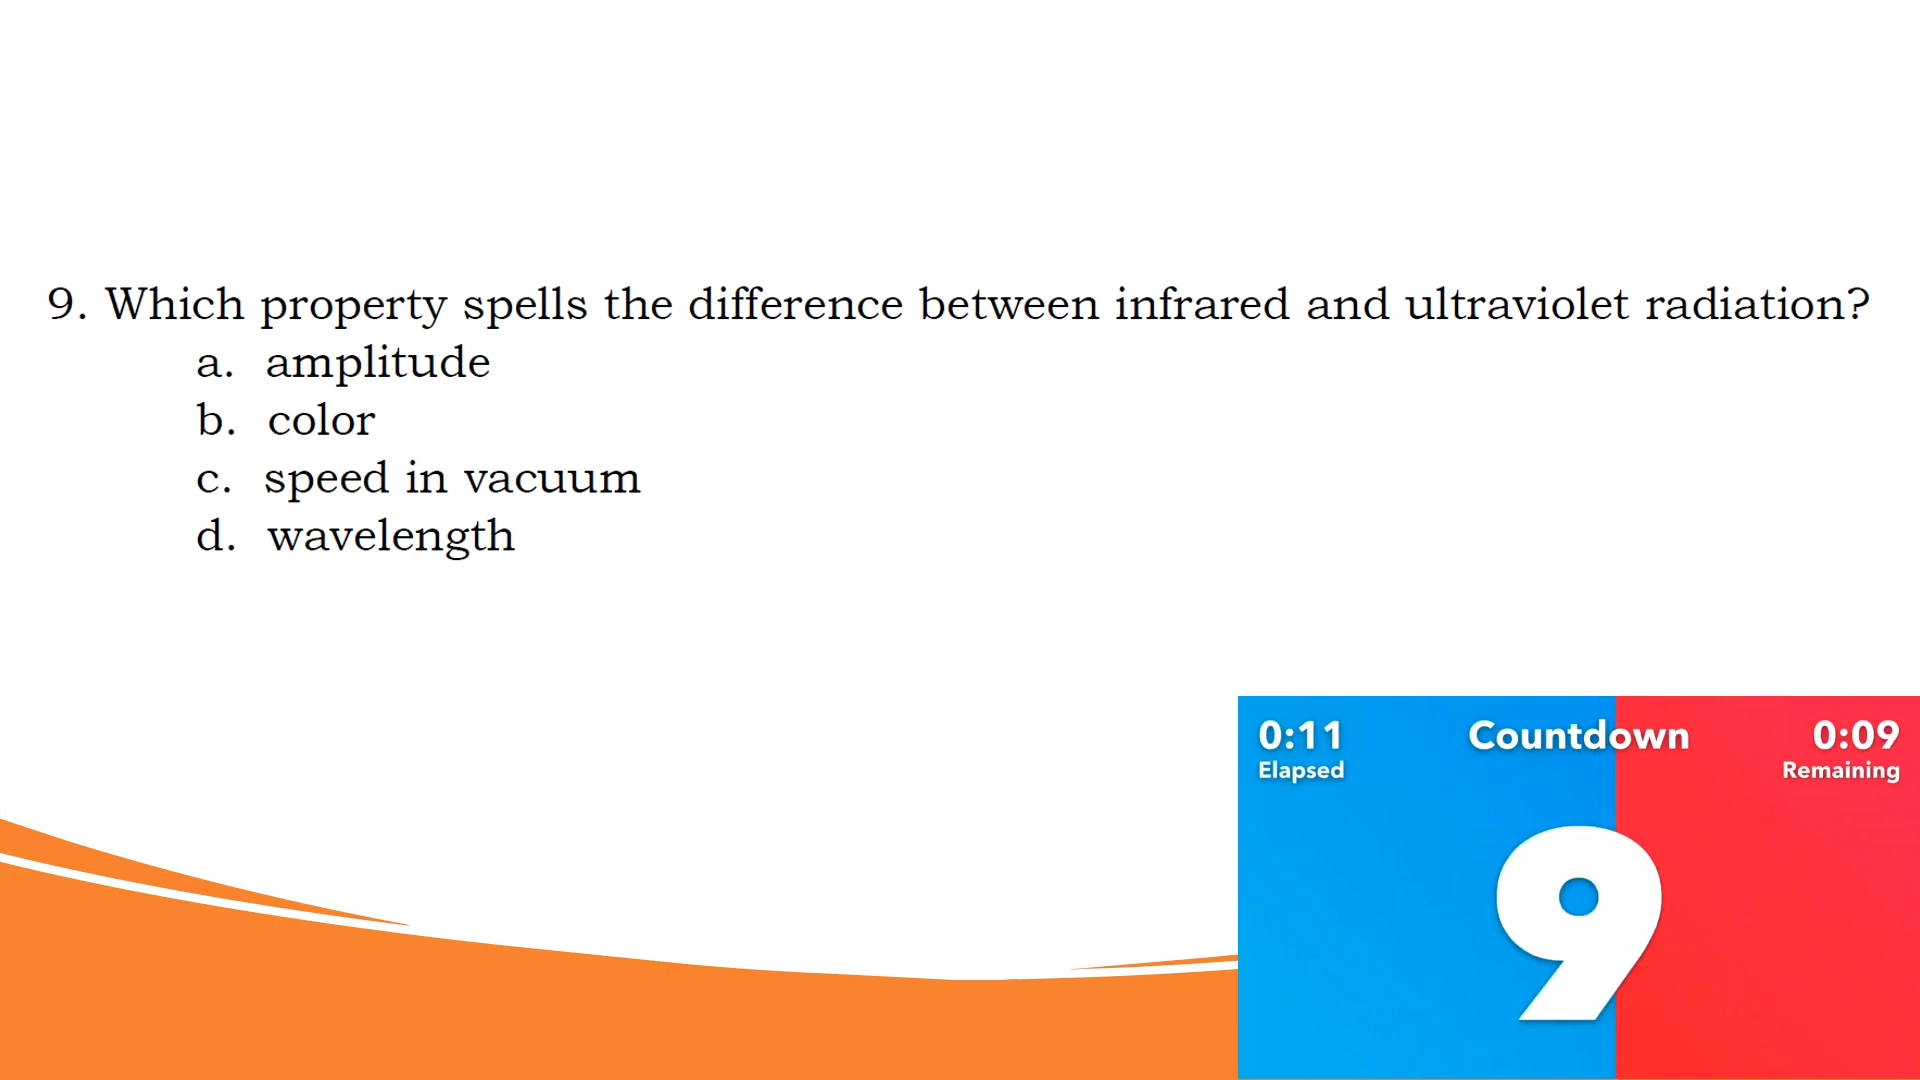 9. Which property spells the difference between infrared and ultraviolet radiation?
a. amplitude
b. color
c. speed in vacuum
d. wavelength
0:11 Countdown 0:09
Elapsed Remaining
9